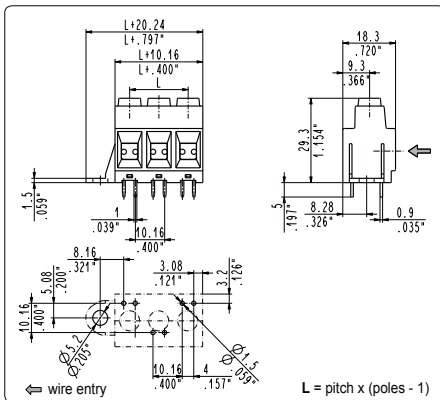 L+20.24
L+.797"
L+10.16
L+.400"
L
18.3
.720"
9.3
.366"
29.3
1.154"
1.5
.059"
1
.039"
10.16
.400"
5
.197"
8.28
.326"
0.9
.035"
8.16
.321"
3.08
.121"
3.2
.126"
5.08
.200"
10.16
.400"
Ø5.2
Ø.205"
10.16
.400"
4
.157"
Ø1.5
Ø.059"
wire entry
L = pitch x (poles - 1)